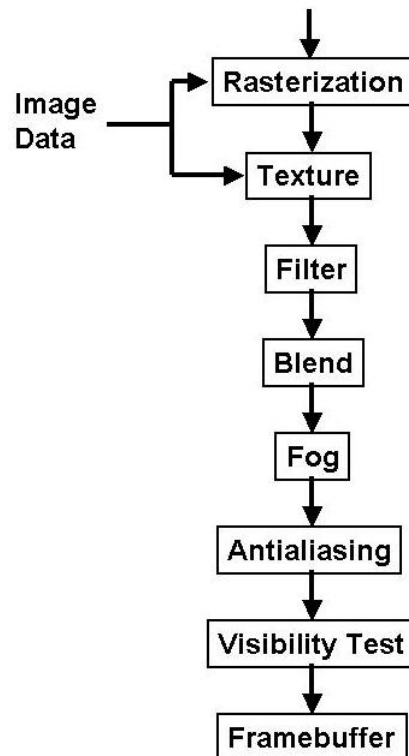 Rasterization
Image
Data
Texture
Filter
Blend
Fog
Antialiasing
Visibility Test
Framebuffer